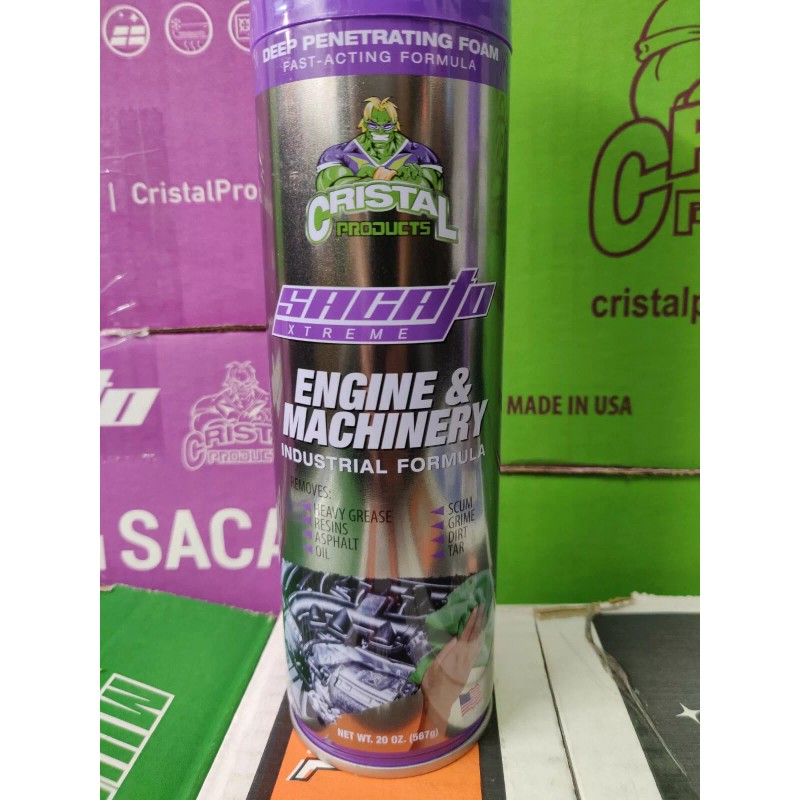 DEEP PENETRATING FOAM
FAST-ACTING FORMULA
CRISTAL
PRODUCTS
SACATO
XTREME
ENGINE &
MACHINERY
INDUSTRIAL FORMULA
REMOVES:
HEAVY GREASE
RESINS
ASPHALT
OIL
SCUM
GRIME
DIRT
TAR
NET WT. 20 OZ. (567g)
| CristalPro
CRISTAL
PRODUCTS
SACA
cristalp
MADE IN USA